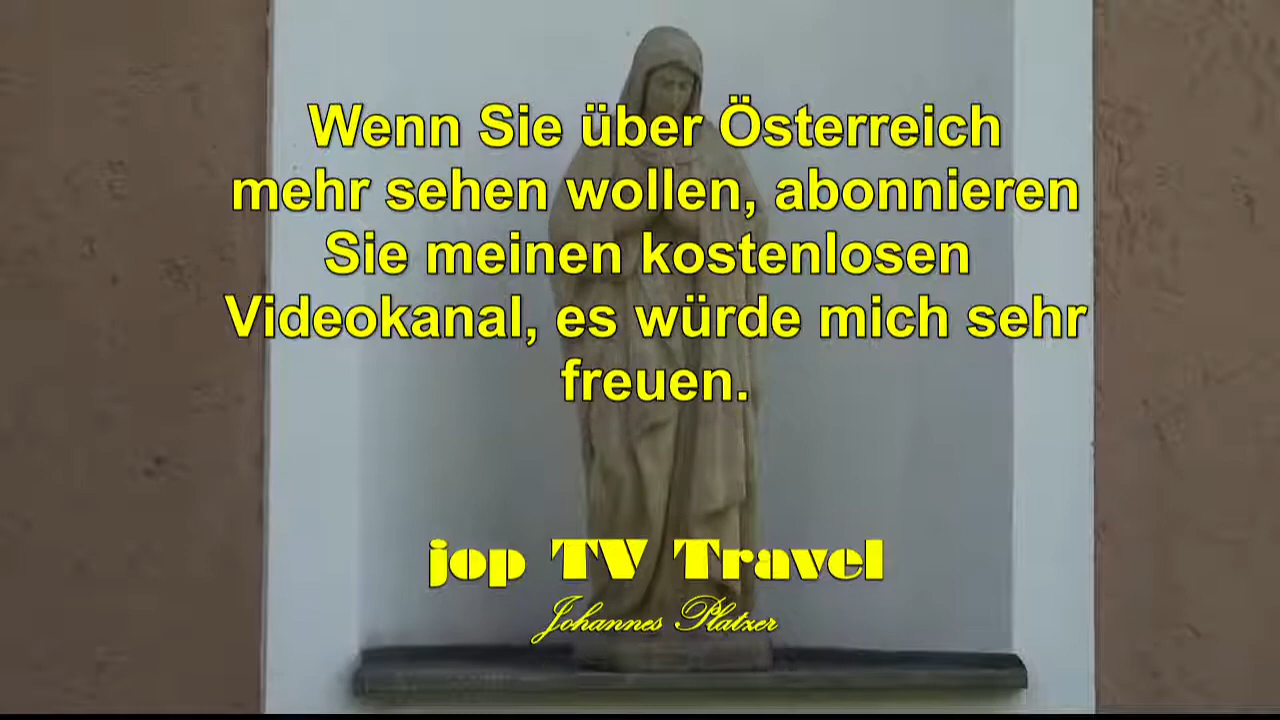 Wenn Sie über Österreich
mehr sehen wollen, abonnieren
Sie meinen kostenlosen
Videokanal, es würde mich sehr
freuen.
jop TV Travel
Johannes Platzer